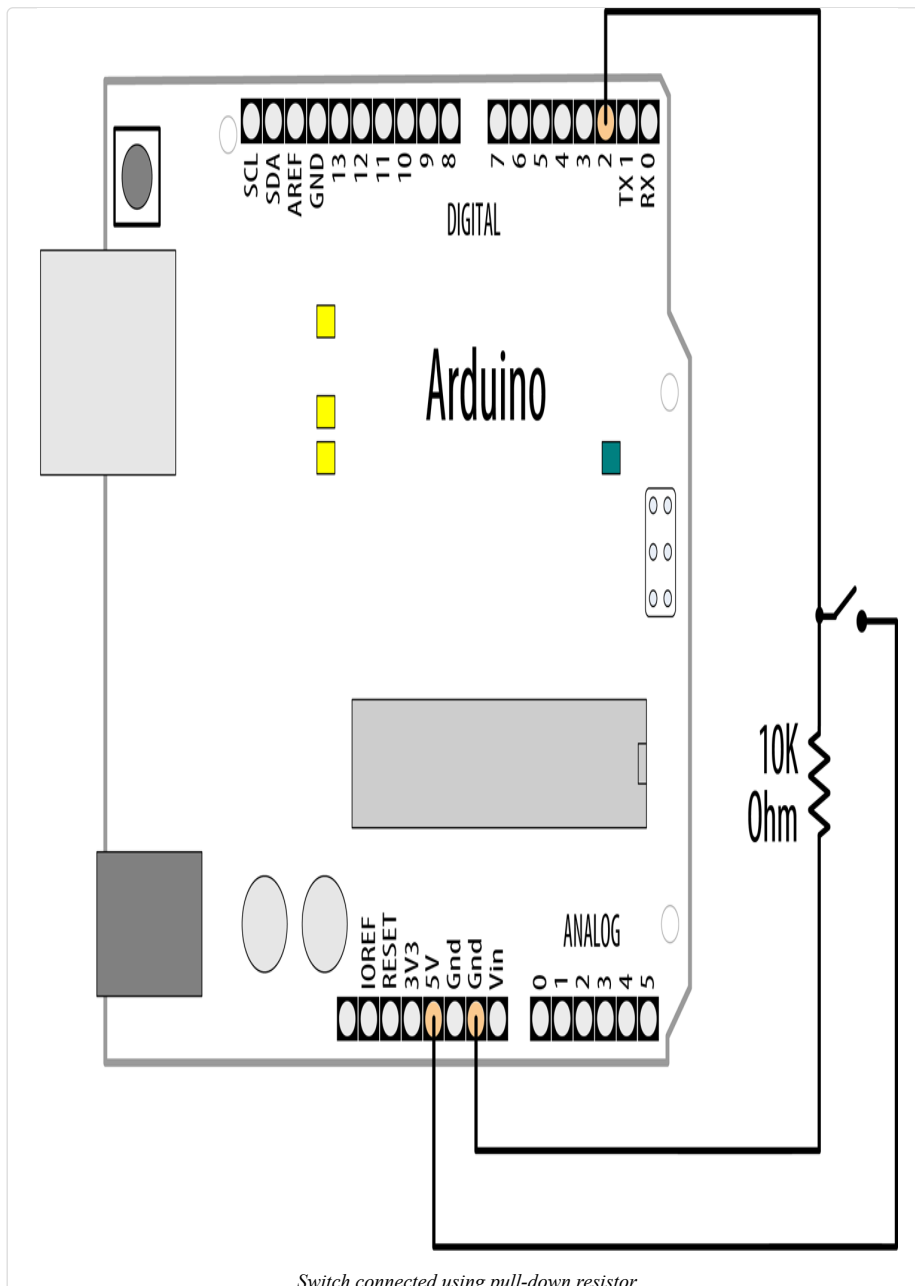 SCL
SDA
AREF
GND
13
12
11
10
9
8
7
6
5
4
3
2
TX 1
RX 0
DIGITAL
Arduino
10K
Ohm
ANALOG
IOREF
RESET
3V3
5V
Gnd
Gnd
Vin
0
1
2
3
4
5
Switch connected using pull-down resistor